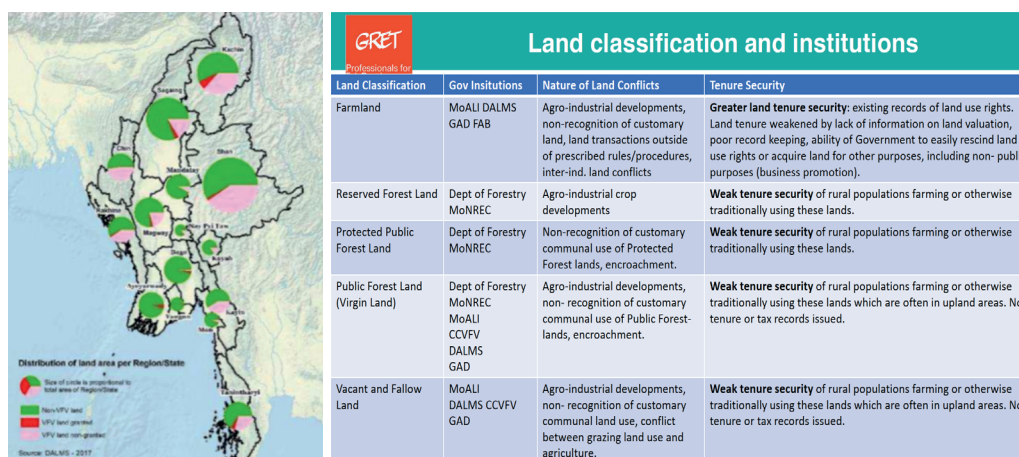 Kachin
Sagaing
Chin
Mandalay
Shan
Rakhine
Magway
Nay Pyi Taw
Kayah
Bago
Ayeyarwady
Yangon
Mon
Tanintharyi
Distribution of land area per Region/State
Size of circle is proportional to
total area of Region/State
Non-VFV land
VFV land granted
VFV land non-granted
Source: DALMS - 2017
GRET
Professionals for
Land classification and institutions
Land Classification
Gov Insitutions
Nature of Land Conflicts
Tenure Security
Farmland
MoALI DALMS
GAD FAB
Agro-industrial developments,
non-recognition of customary
land, land transactions outside
of prescribed rules/procedures,
inter-ind. land conflicts
Greater land tenure security: existing records of land use rights.
Land tenure weakened by lack of information on land valuation,
poor record keeping, ability of Government to easily rescind land
use rights or acquire land for other purposes, including non- publ
purposes (business promotion).
Reserved Forest Land
Dept of Forestry
MoNREC
Agro-industrial crop
developments
Weak tenure security of rural populations farming or otherwise
traditionally using these lands.
Protected Public
Forest Land
Dept of Forestry
MoNREC
Non-recognition of customary
communal use of Protected
Forest lands, encroachment.
Weak tenure security of rural populations farming or otherwise
traditionally using these lands.
Public Forest Land
(Virgin Land)
Dept of Forestry
MoNREC
MoALI
CCVFV
DALMS
GAD
Agro-industrial developments,
non- recognition of customary
communal use of Public Forest-
lands, encroachment.
Weak tenure security of rural populations farming or otherwise
traditionally using these lands which are often in upland areas. No
tenure or tax records issued.
Vacant and Fallow
Land
MoALI
DALMS CCVFV
GAD
Agro-industrial developments,
non- recognition of customary
communal land use, conflict
between grazing land use and
agriculture.
Weak tenure security of rural populations farming or otherwise
traditionally using these lands which are often in upland areas. No
tenure or tax records issued.